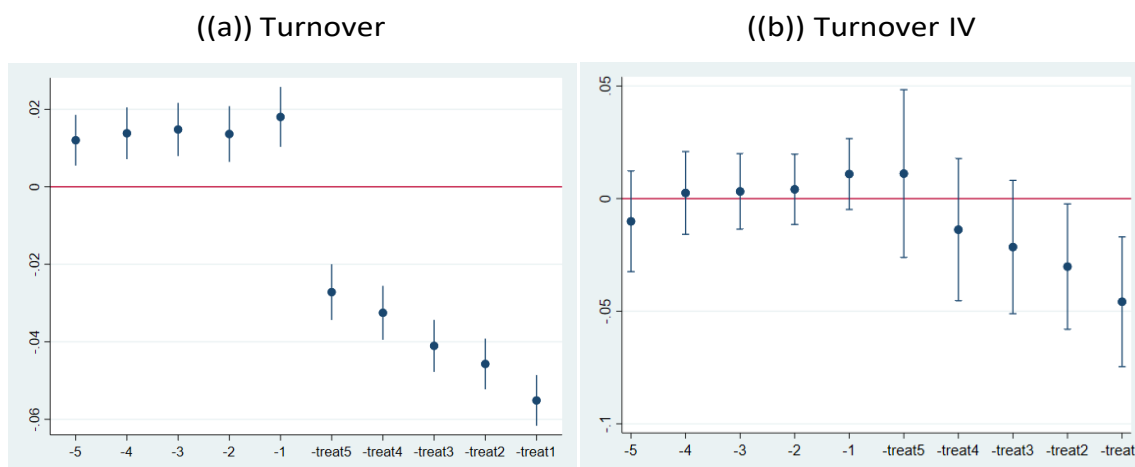 ((a)) Turnover
((b)) Turnover IV
.02
0
-.02
-.04
-.06
-5 -4 -3 -2 -1 -treat5 -treat4 -treat3 -treat2 -treat1
.05
0
-.05
-.1
-5 -4 -3 -2 -1 -treat5 -treat4 -treat3 -treat2 -treat